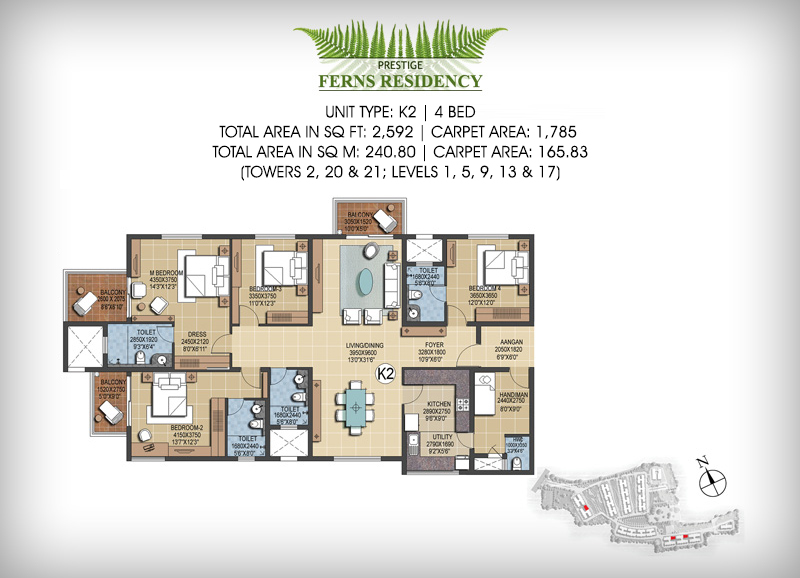 PRESTIGE
FERNS RESIDENCY
UNIT TYPE: K2 | 4 BED
TOTAL AREA IN SQ FT: 2,592 | CARPET AREA: 1,785
TOTAL AREA IN SQ M: 240.80 | CARPET AREA: 165.83
(TOWERS 2, 20 & 21; LEVELS 1, 5, 9, 13 & 17)
BALCONY
3050X1520
10'0"X5'0"
M BEDROOM
4350X3750
14'3"X12'3"
BEDROOM-3
3350X3750
11'0"X12'3"
TOILET
1680X2440
5'6"X8'0"
BEDROOM-4
3650X3650
12'0"X12'0"
BALCONY
2600 X 2075
8'6"X6'10"
TOILET
2850X1920
9'3"X6'4"
DRESS
2450X2120
8'0"X6'11"
LIVING/DINING
3950X9600
13'0"X31'6"
FOYER
3280X1800
10'9"X6'0"
AANGAN
2050X1820
6'9"X6'0"
K2
BALCONY
1520X2750
5'0"X9'0"
BEDROOM-2
4150X3750
13'7"X12'3"
TOILET
1680X2440
5'6"X8'0"
TOILET
1680X2440
5'6"X8'0"
KITCHEN
2890X2750
9'6"X9'0"
HANDIMAN
2440X2750
8'0"X9'0"
UTILITY
2790X1690
9'2"X5'6"
1000X1350
3'3"X4'6"
N